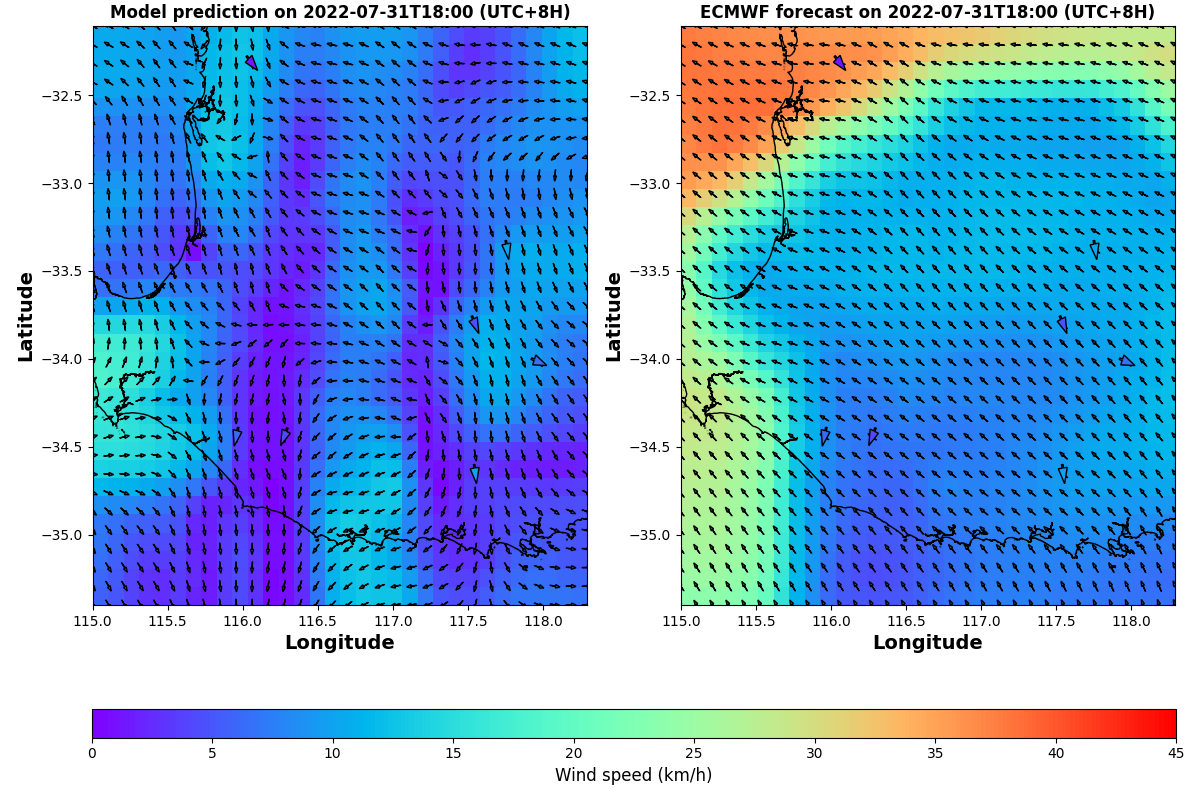 Model prediction on 2022-07-31T18:00 (UTC+8H)
ECMWF forecast on 2022-07-31T18:00 (UTC+8H)
Latitude
−32.5
−33.0
−33.5
−34.0
−34.5
−35.0
115.0 115.5 116.0 116.5 117.0 117.5 118.0
Longitude
Latitude
−32.5
−33.0
−33.5
−34.0
−34.5
−35.0
115.0 115.5 116.0 116.5 117.0 117.5 118.0
Longitude
0 5 10 15 20 25 30 35 40 45
Wind speed (km/h)